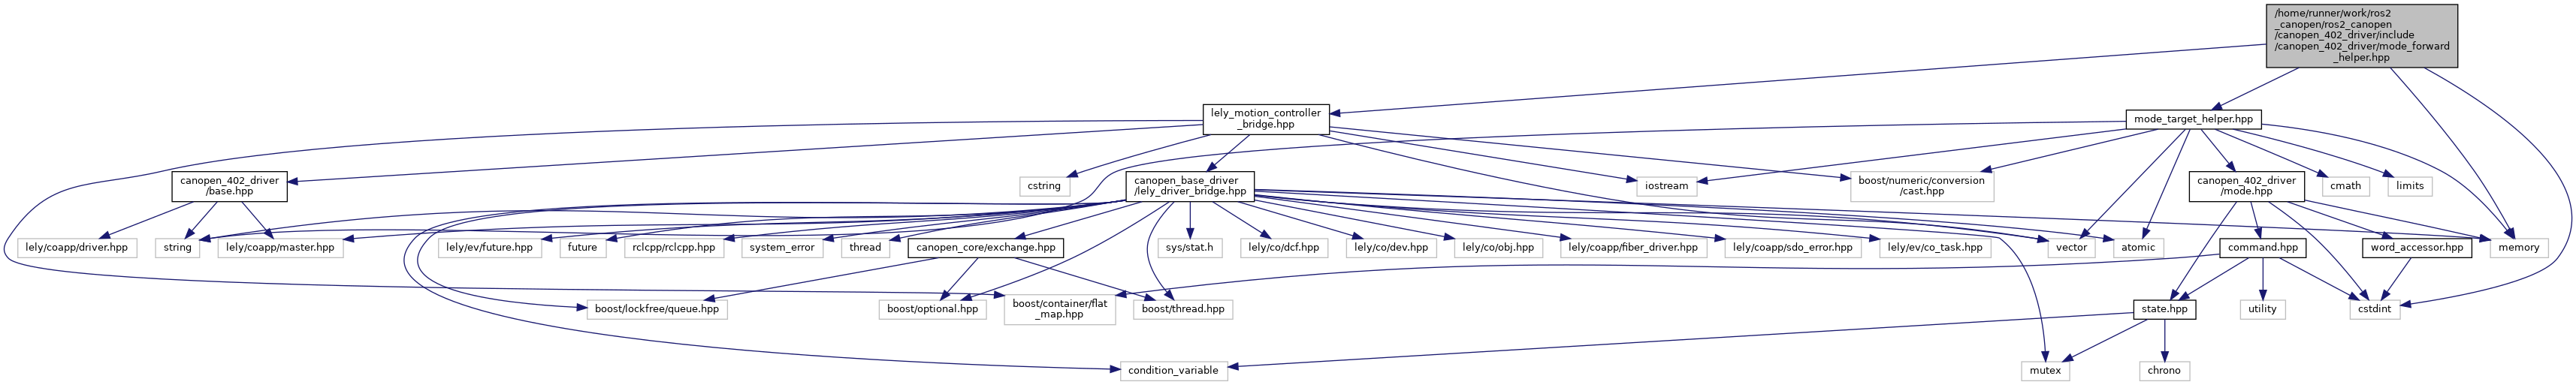 /home/runner/work/ros2
_canopen/ros2_canopen
/canopen_402_driver/include
/canopen_402_driver/mode_forward
_helper.hpp
lely_motion_controller
_bridge.hpp
mode_target_helper.hpp
canopen_402_driver
/base.hpp
cstring
canopen_base_driver
/lely_driver_bridge.hpp
iostream
boost/numeric/conversion
/cast.hpp
canopen_402_driver
/mode.hpp
cmath
limits
lely/coapp/driver.hpp
string
lely/coapp/master.hpp
lely/ev/future.hpp
future
rclcpp/rclcpp.hpp
system_error
thread
canopen_core/exchange.hpp
sys/stat.h
lely/co/dcf.hpp
lely/co/dev.hpp
lely/co/obj.hpp
lely/coapp/fiber_driver.hpp
lely/coapp/sdo_error.hpp
lely/ev/co_task.hpp
vector
atomic
command.hpp
word_accessor.hpp
memory
boost/lockfree/queue.hpp
boost/optional.hpp
boost/container/flat
_map.hpp
boost/thread.hpp
state.hpp
utility
cstdint
condition_variable
mutex
chrono